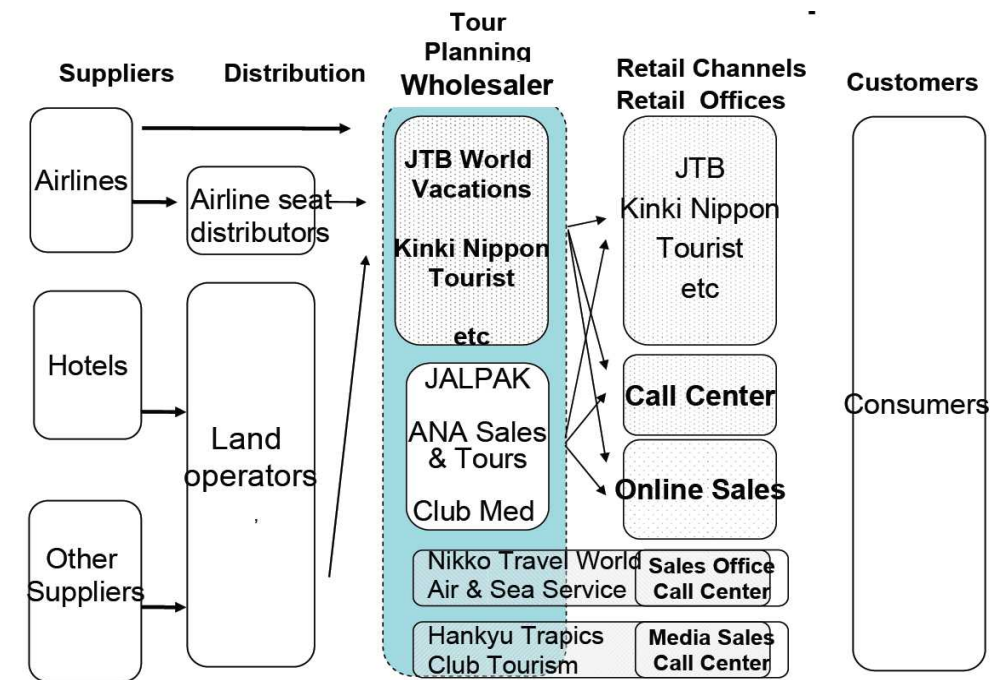 -
Tour
Planning
Wholesaler
Suppliers
Distribution
Retail Channels
Retail Offices
Customers
Airlines
Airline seat
distributors
Hotels
Land
operators
,
Other
Suppliers
JTB World
Vacations
Kinki Nippon
Tourist
etc
JALPAK
ANA Sales
& Tours
Club Med
Nikko Travel World
Air & Sea Service
Hankyu Trapics
Club Tourism
JTB
Kinki Nippon
Tourist
etc
Call Center
Online Sales
Sales Office
Call Center
Media Sales
Call Center
Consumers